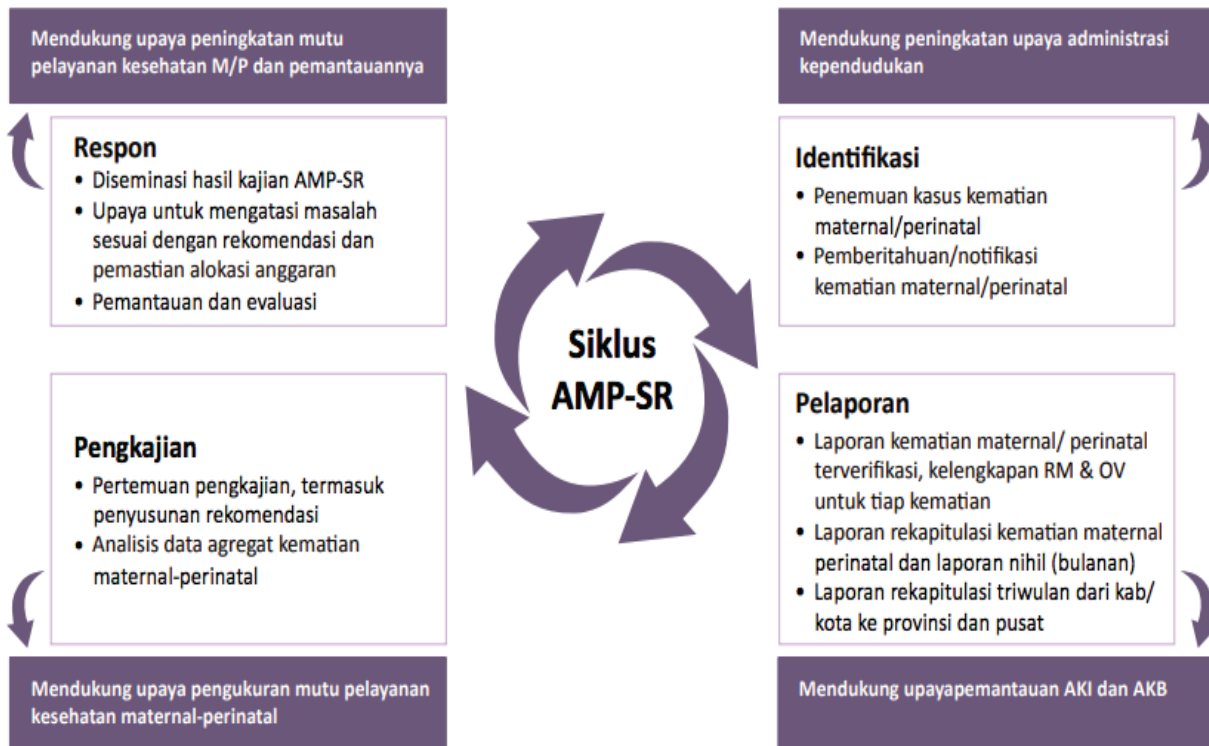 Mendukung upaya peningkatan mutu
pelayanan kesehatan M/P dan pemantauannya
Mendukung peningkatan upaya administrasi
kependudukan
Respon
• Diseminasi hasil kajian AMP-SR
• Upaya untuk mengatasi masalah
sesuai dengan rekomendasi dan
pemastian alokasi anggaran
• Pemantauan dan evaluasi
Identifikasi
• Penemuan kasus kematian
maternal/perinatal
• Pemberitahuan/notifikasi
kematian maternal/perinatal
Siklus
AMP-SR
Pengkajian
• Pertemuan pengkajian, termasuk
penyusunan rekomendasi
• Analisis data agregat kematian
maternal-perinatal
Pelaporan
• Laporan kematian maternal/ perinatal
terverifikasi, kelengkapan RM & OV
untuk tiap kematian
• Laporan rekapitulasi kematian maternal
perinatal dan laporan nihil (bulanan)
• Laporan rekapitulasi triwulan dari kab/
kota ke provinsi dan pusat
Mendukung upaya pengukuran mutu pelayanan
kesehatan maternal-perinatal
Mendukung upayapemantauan AKI dan AKB